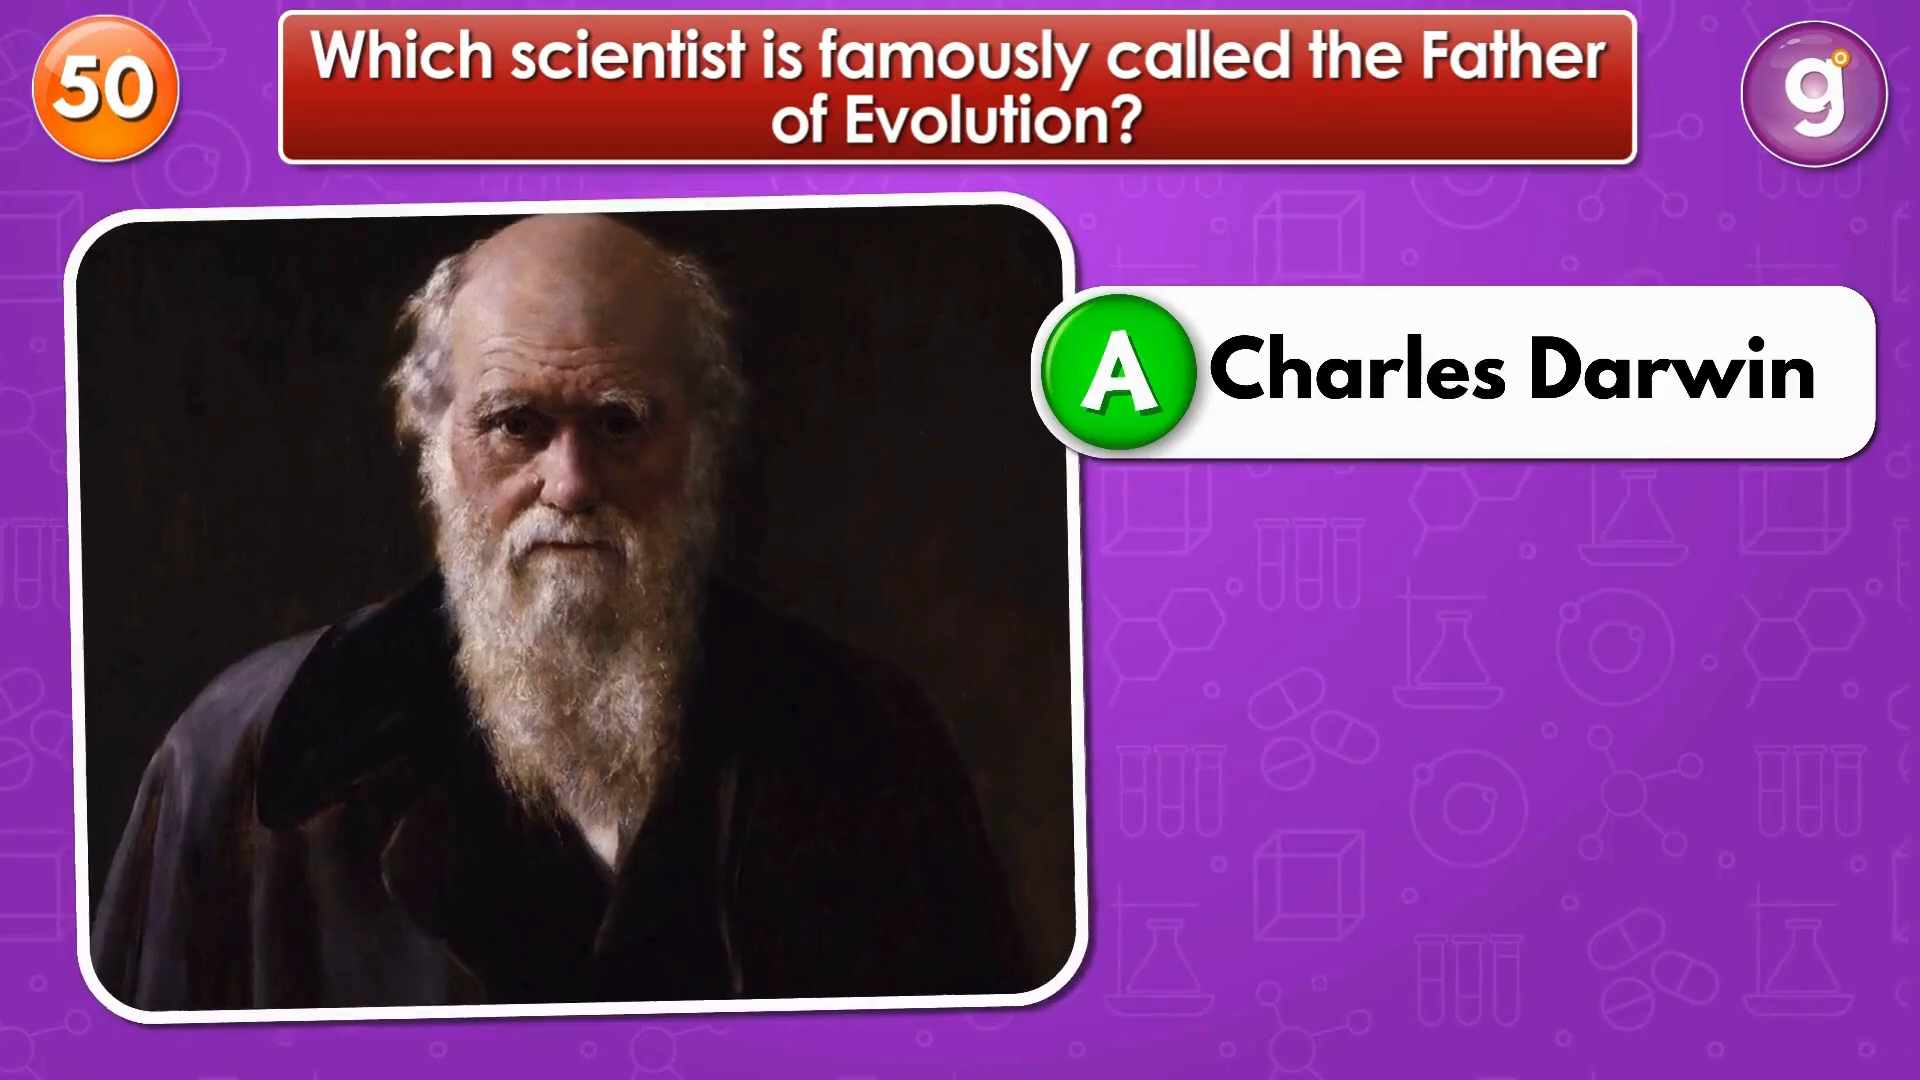 50
Which scientist is famously called the Father
of Evolution?
g
A
Charles Darwin